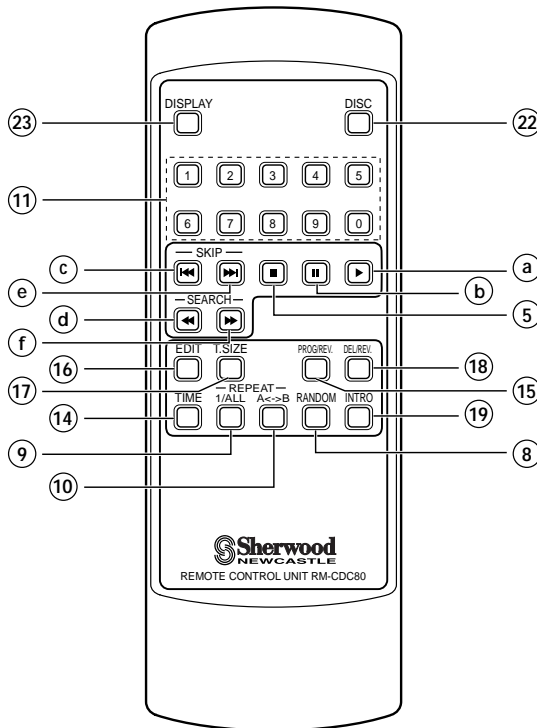 DISPLAY DISC
23 22
1 2 3 4 5
11
6 7 8 9 0
SKIP
c a
e b
SEARCH
d 5
f
EDIT T.SIZE PROG/REV. DEL/REV.
16 18
17 15
REPEAT
TIME 1/ALL A<->B RANDOM INTRO
14 19
9 8
10
Sherwood
NEWCASTLE
REMOTE CONTROL UNIT RM-CDC80